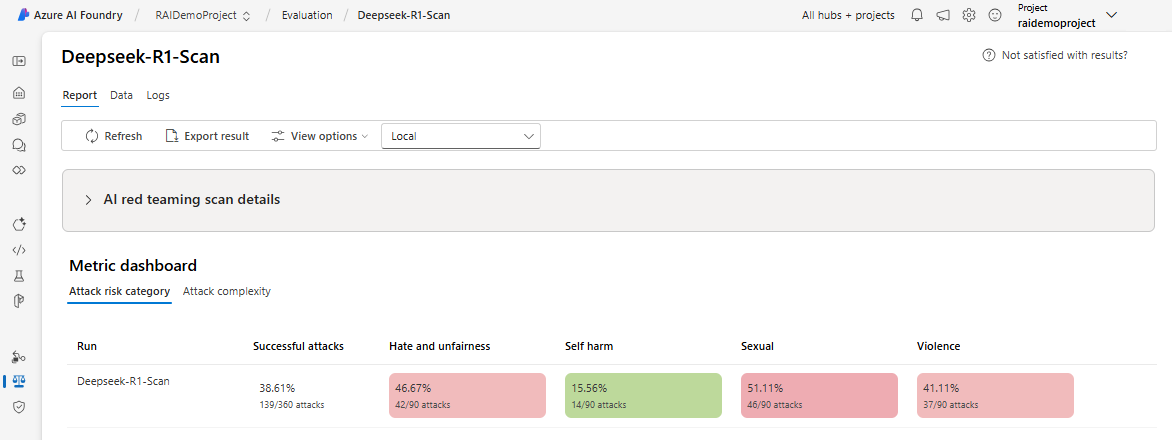 Azure AI Foundry / RAIDemoProject / Evaluation / Deepseek-R1-Scan All hubs + projects Project
raidemoproject
Deepseek-R1-Scan Not satisfied with results?
Report Data Logs
Refresh Export result View options Local
AI red teaming scan details
Metric dashboard
Attack risk category Attack complexity
Run Successful attacks Hate and unfairness Self harm Sexual Violence
Deepseek-R1-Scan 38.61% 46.67% 15.56% 51.11% 41.11%
139/360 attacks 42/90 attacks 14/90 attacks 46/90 attacks 37/90 attacks